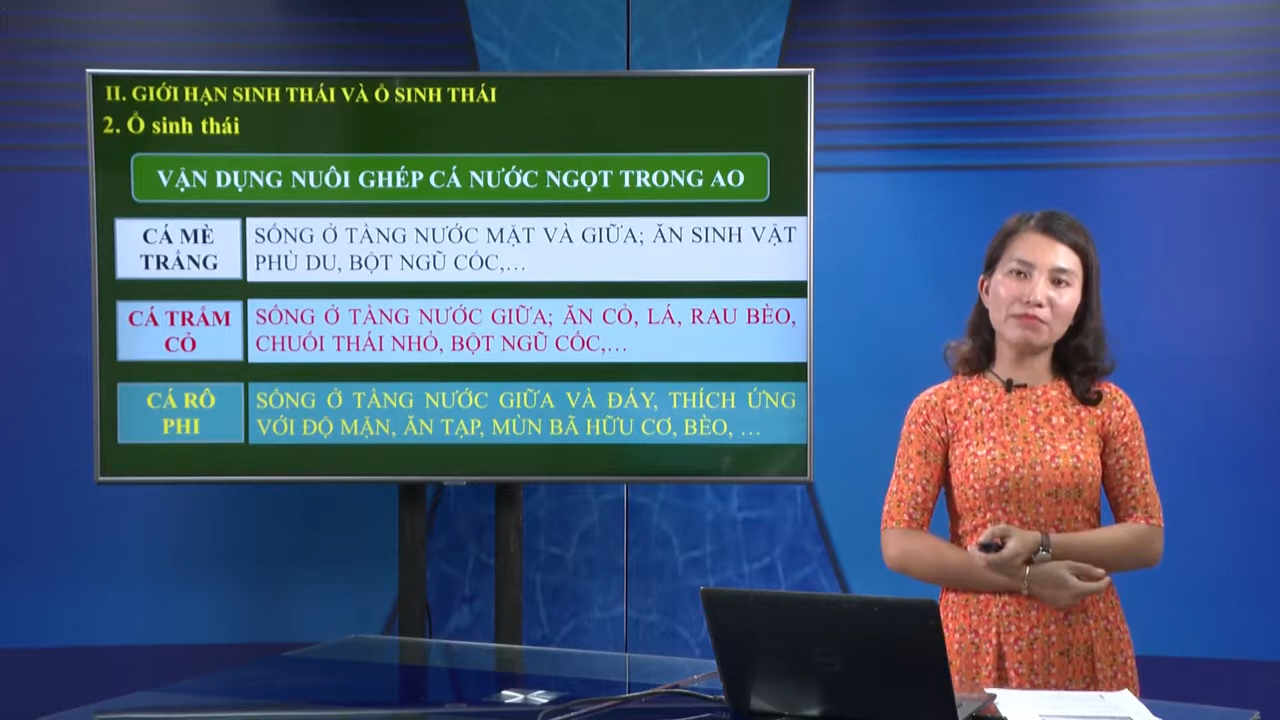 II. GIỚI HẠN SINH THÁI VÀ Ổ SINH THÁI
2. Ổ sinh thái
VẬN DỤNG NUÔI GHÉP CÁ NƯỚC NGỌT TRONG AO
CÁ MÈ
TRẮNG
SỐNG Ở TẦNG NƯỚC MẶT VÀ GIỮA; ĂN SINH VẬT
PHÙ DU, BỘT NGŨ CỐC,…
CÁ TRẮM
CỎ
SỐNG Ở TẦNG NƯỚC GIỮA; ĂN CỎ, LÁ, RAU BÈO,
CHUỐI THÁI NHỎ, BỘT NGŨ CỐC,…
CÁ RÔ
PHI
SỐNG Ở TẦNG NƯỚC GIỮA VÀ ĐÁY, THÍCH ỨNG
VỚI ĐỘ MẶN, ĂN TẠP, MÙN BÃ HỮU CƠ, BÈO, …